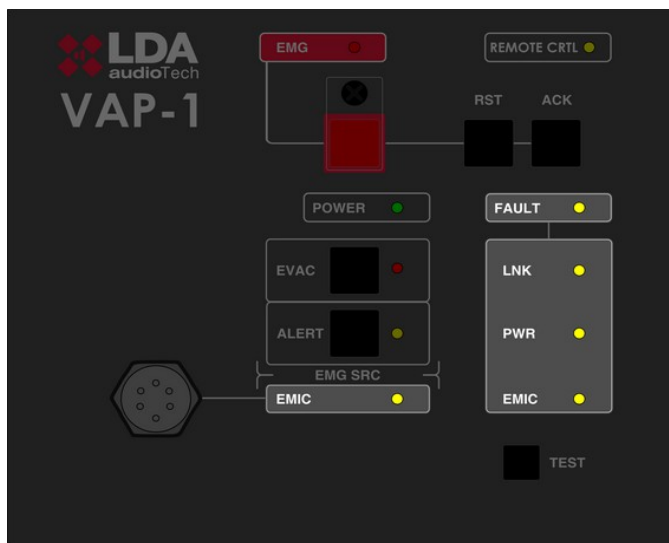 LDA
audioTech
VAP-1
EMG
REMOTE CRTL
RST
ACK
POWER
FAULT
EVAC
LNK
ALERT
PWR
EMG SRC
EMIC
EMIC
TEST